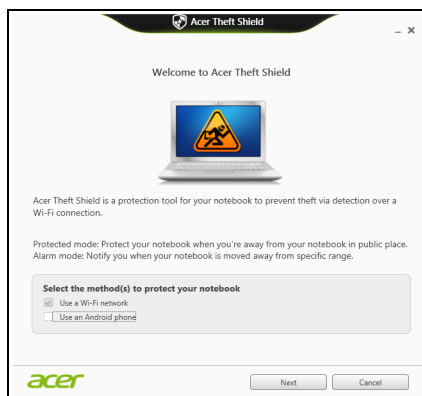 Acer Theft Shield
Welcome to Acer Theft Shield
Acer Theft Shield is a protection tool for your notebook to prevent theft via detection over a
Wi-Fi connection.
Protected mode: Protect your notebook when you're away from your notebook in public place.
Alarm mode: Notify you when your notebook is moved away from specific range.
Select the method(s) to protect your notebook
Use a Wi-Fi network
Use an Android phone
acer
Next
Cancel